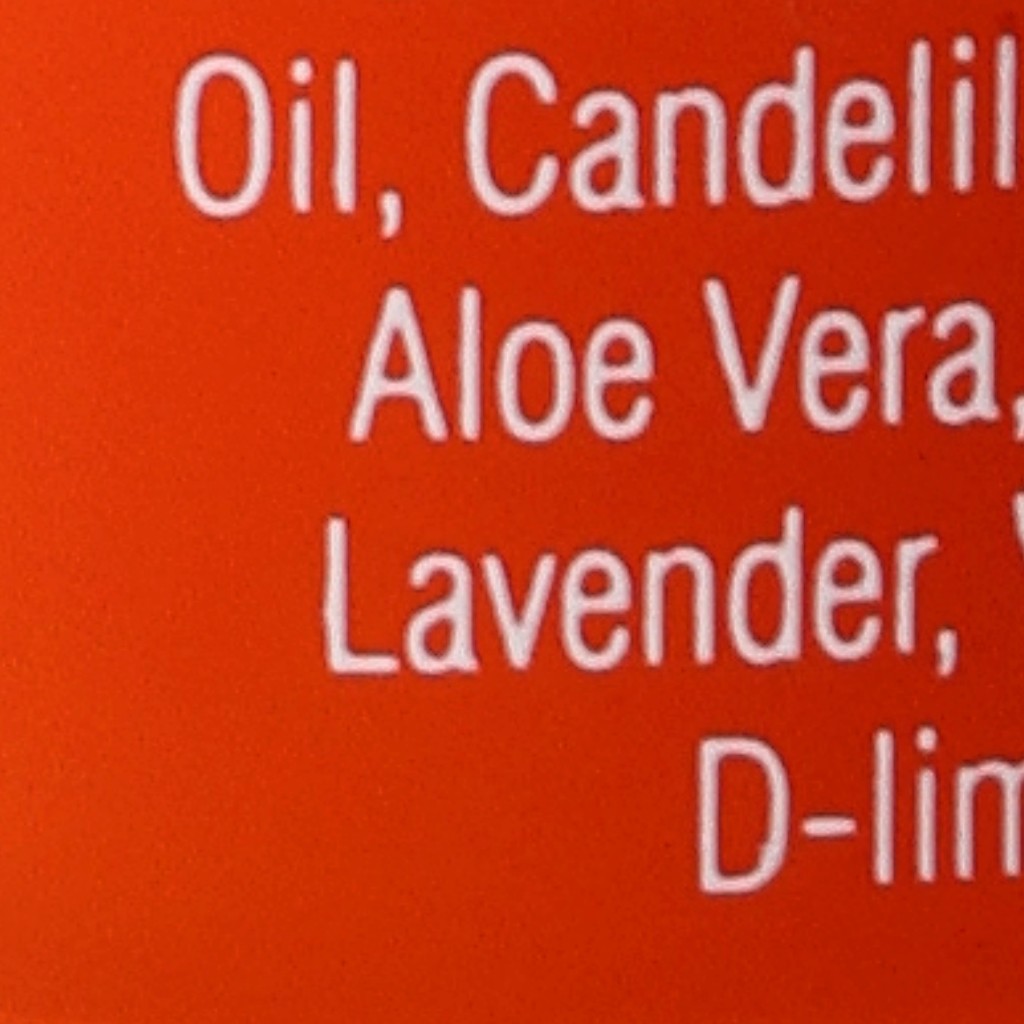 Oil, Candelil
Aloe Vera,
Lavender,
D-lim